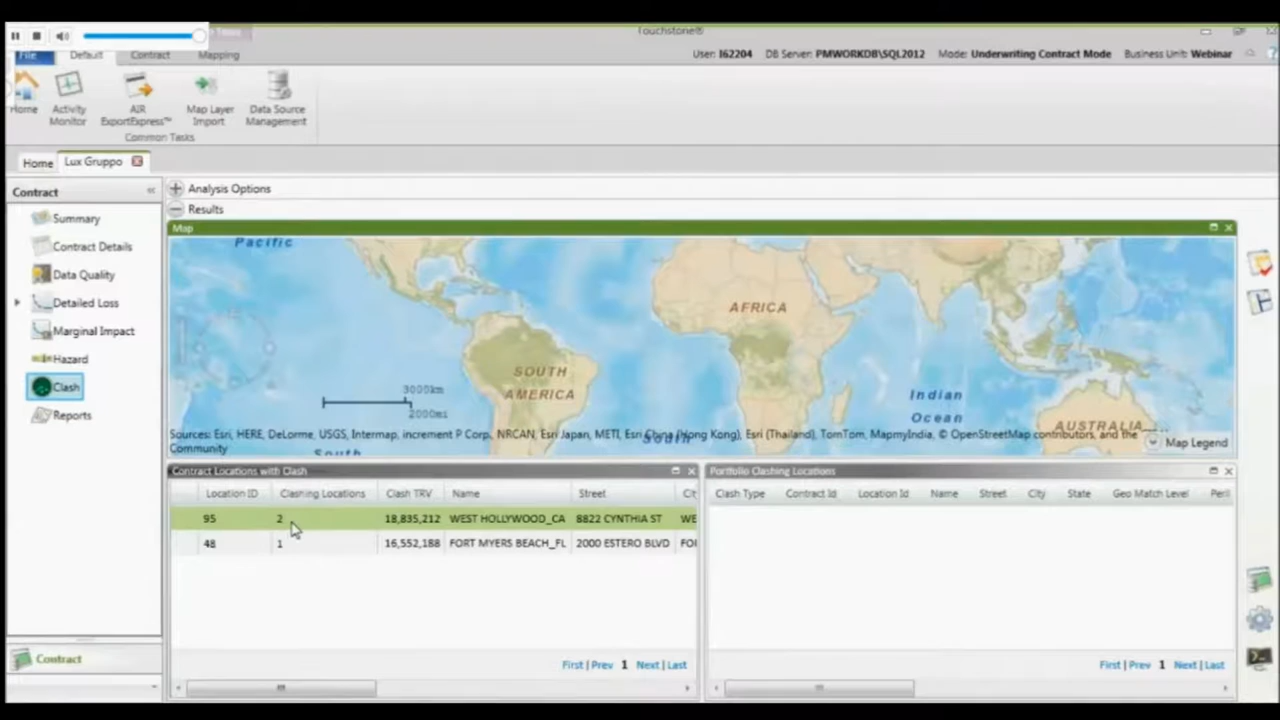 Touchstone®
User: I62204 DB Server: PMWORKDB\SQL2012 Mode: Underwriting Contract Mode Business Unit: Webinar
File Default Contract Mapping
Home
Activity Monitor
AIR ExportExpress™
Map Layer Import
Data Source Management
Common Tasks
Home Lux Gruppo
Contract
Summary
Contract Details
Data Quality
Detailed Loss
Marginal Impact
Hazard
Clash
Reports
Contract
Analysis Options
Results
Map
Pacific
AFRICA
SOUTH
AMERICA
Indian
Ocean
AUSTRALIA
3000km
2000mi
South
Sources: Esri, HERE, DeLorme, USGS, Intermap, increment P Corp., NRCAN, Esri Japan, METI, Esri China (Hong Kong), Esri (Thailand), TomTom, MapmyIndia, © OpenStreetMap contributors, and the
Community
South
Map Legend
Contract Locations with Clash
Location ID Clashing Locations Clash TRV Name Street Cit
95 2 18,835,212 WEST HOLLYWOOD_CA 8822 CYNTHIA ST WE
48 1 16,552,188 FORT MYERS BEACH_FL 2000 ESTERO BLVD FOR
First | Prev 1 Next | Last
Portfolio Clashing Locations
Clash Type Contract Id Location Id Name Street City State Geo Match Level Peril
First | Prev 1 Next | Last